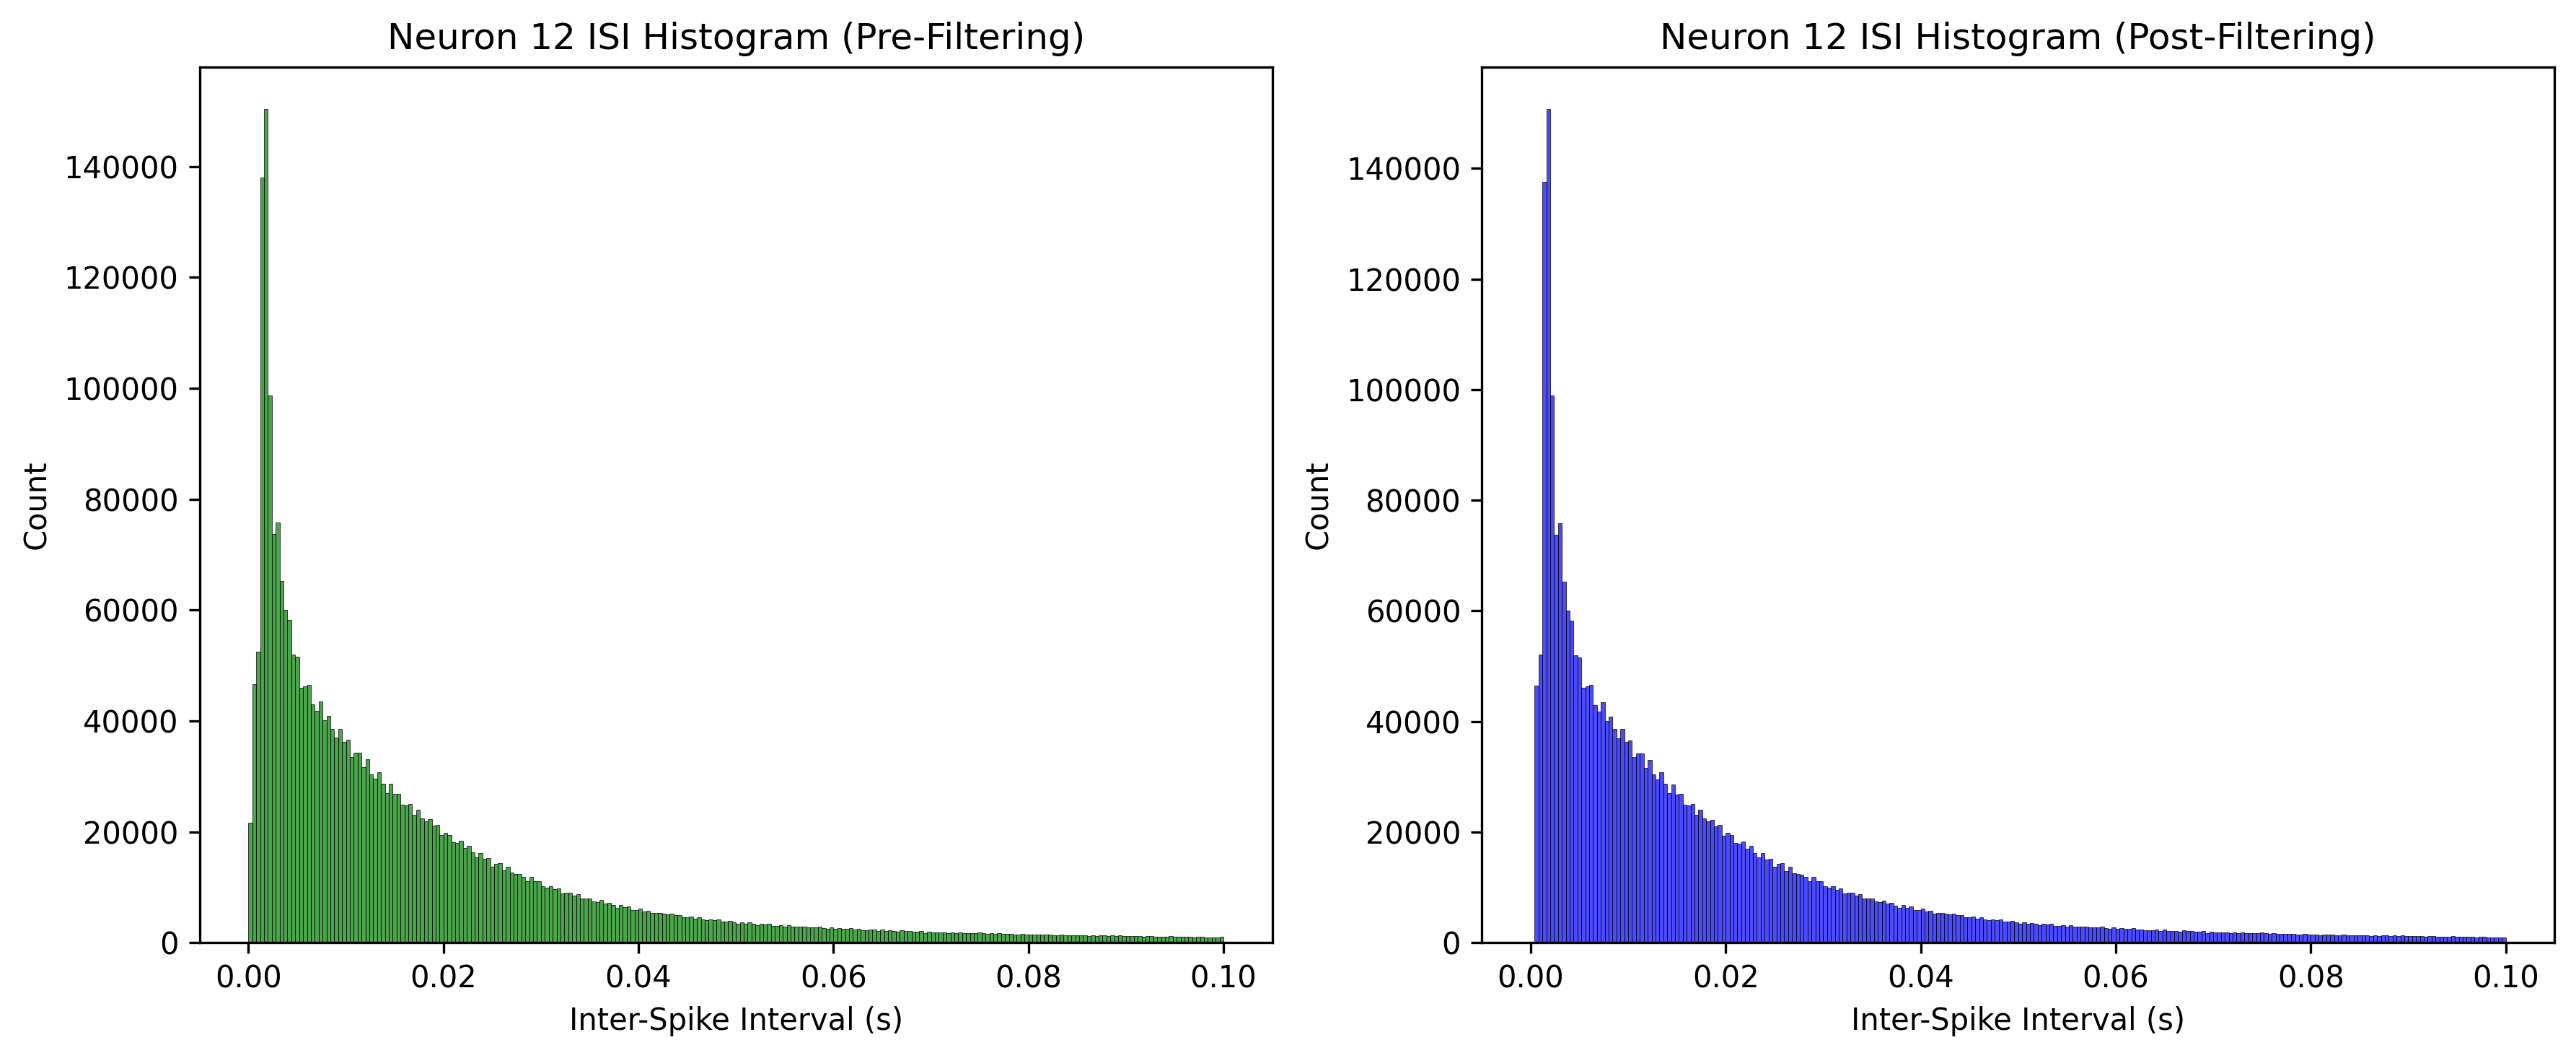 Neuron 12 ISI Histogram (Pre-Filtering)
140000
120000
100000
80000
60000
40000
20000
0
Count
0.00 0.02 0.04 0.06 0.08 0.10
Inter-Spike Interval (s)
Neuron 12 ISI Histogram (Post-Filtering)
140000
120000
100000
80000
60000
40000
20000
0
Count
0.00 0.02 0.04 0.06 0.08 0.10
Inter-Spike Interval (s)